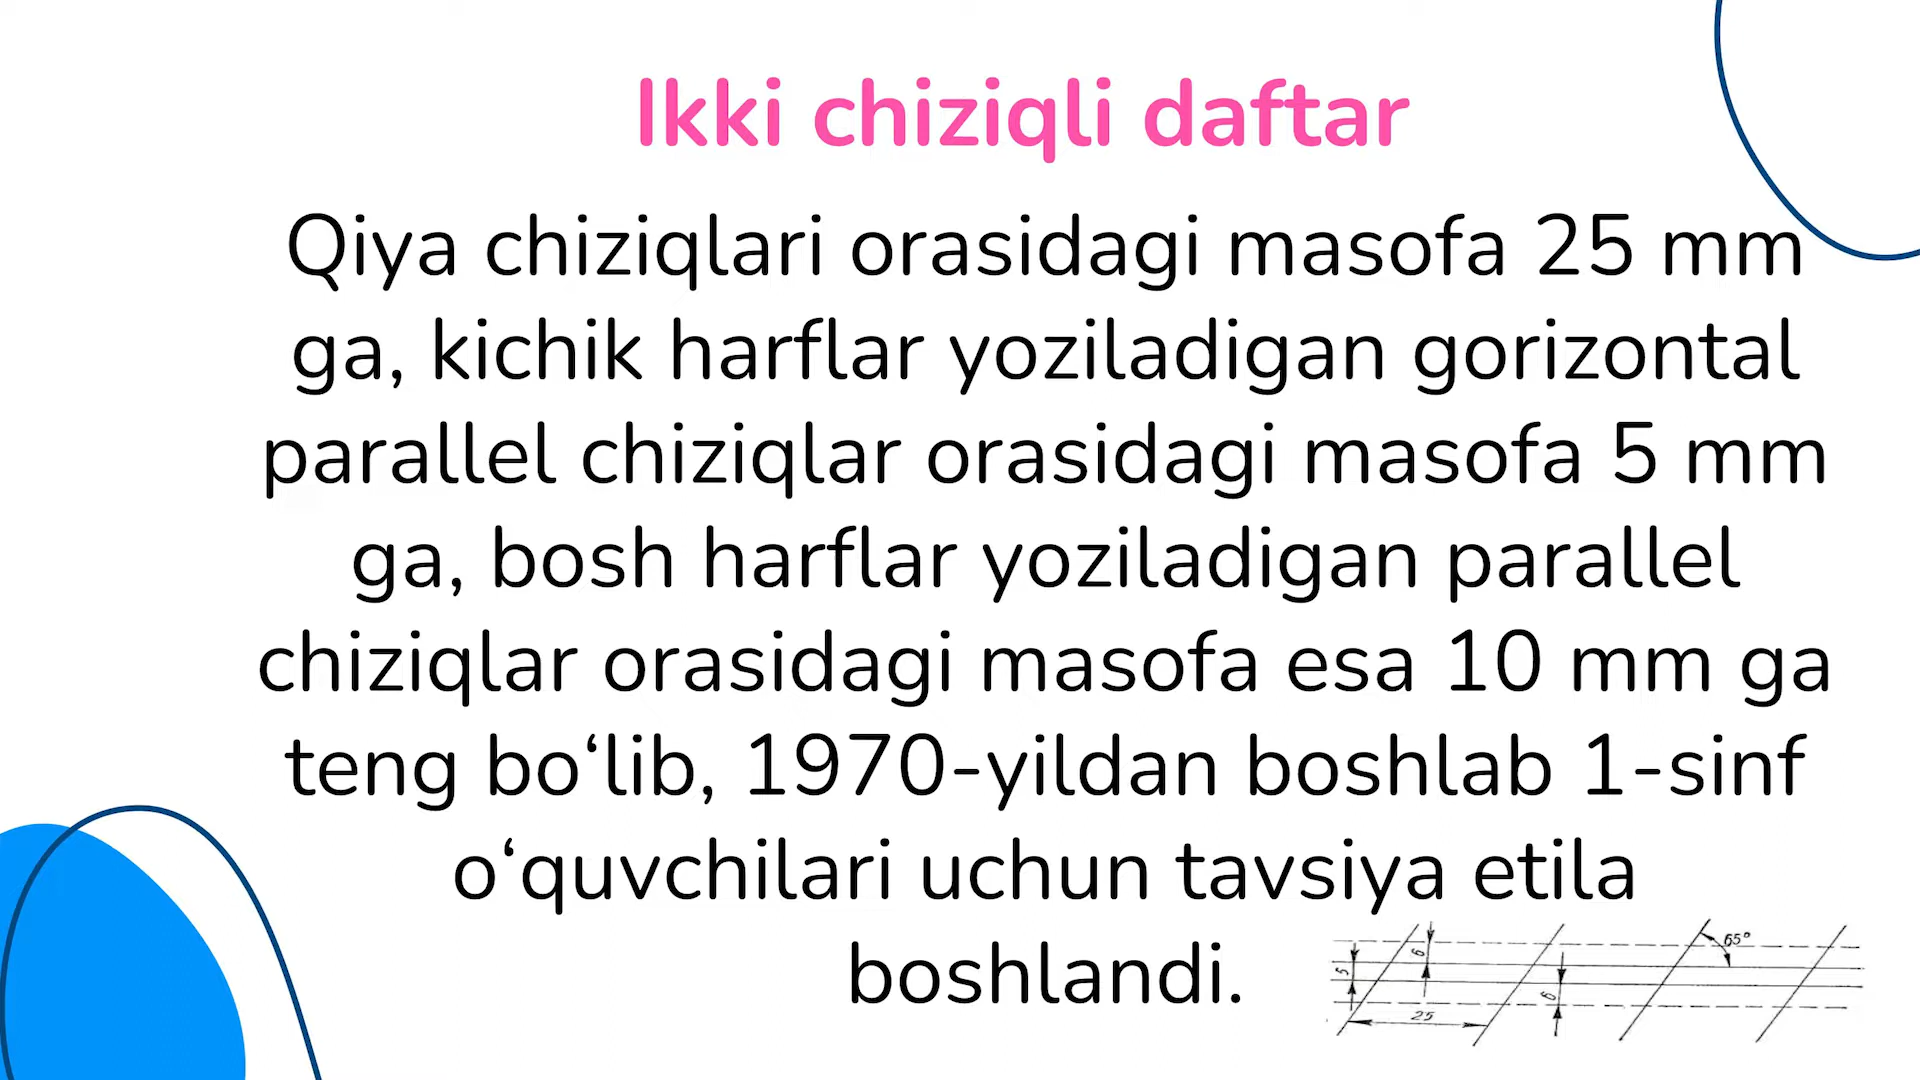 Ikki chiziqli daftar
Qiya chiziqlari orasidagi masofa 25 mm
ga, kichik harflar yoziladigan gorizontal
parallel chiziqlar orasidagi masofa 5 mm
ga, bosh harflar yoziladigan parallel
chiziqlar orasidagi masofa esa 10 mm ga
teng bo‘lib, 1970-yildan boshlab 1-sinf
o‘quvchilari uchun tavsiya etila
boshlandi.
65°
6
5
6
25